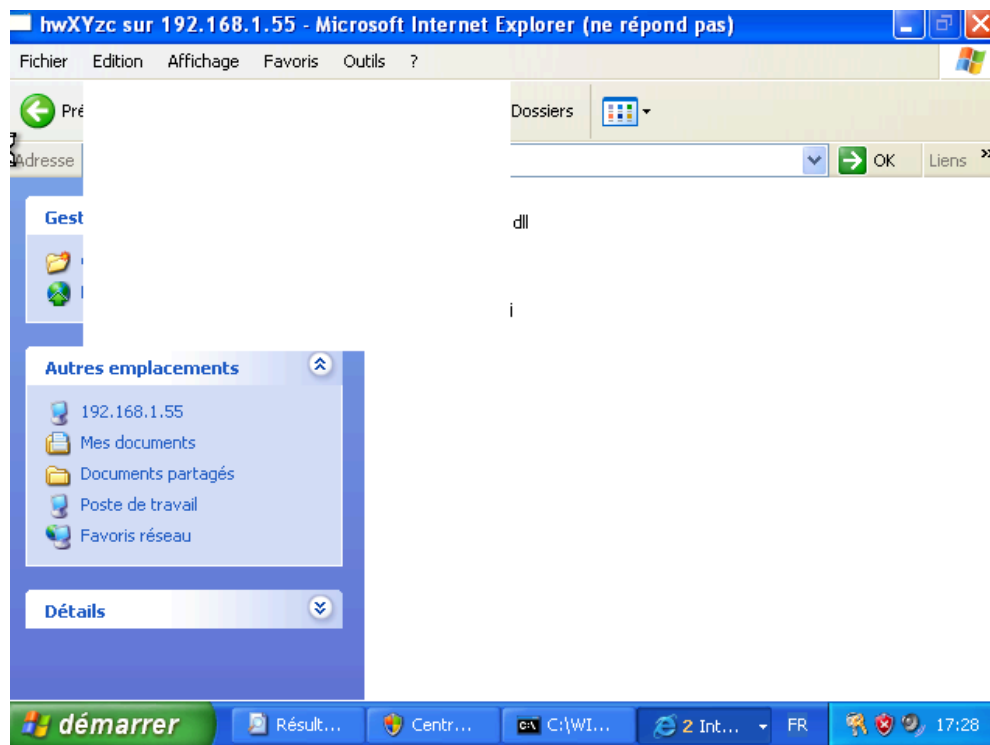 hwXYzc sur 192.168.1.55 - Microsoft Internet Explorer (ne répond pas)
Fichier Edition Affichage Favoris Outils ?
Pré Dossiers
Adresse OK Liens »
Gest
dll
i
Autres emplacements
192.168.1.55
Mes documents
Documents partagés
Poste de travail
Favoris réseau
Détails
démarrer Résult... Centr... C:\WI... 2 Int... FR 17:28